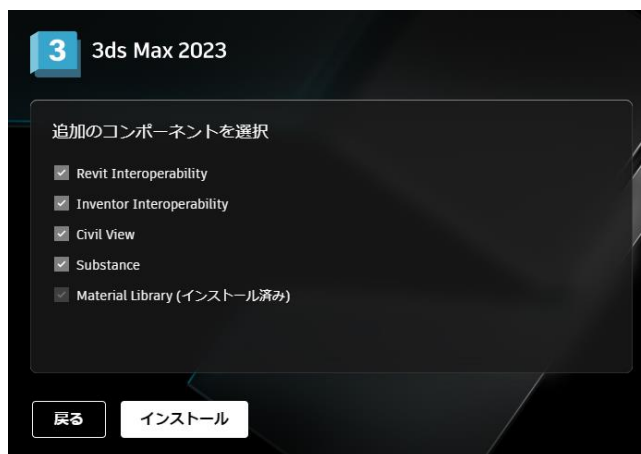 3 3ds Max 2023
追加のコンポーネントを選択
Revit Interoperability
Inventor Interoperability
Civil View
Substance
Material Library (インストール済み)
戻る インストール